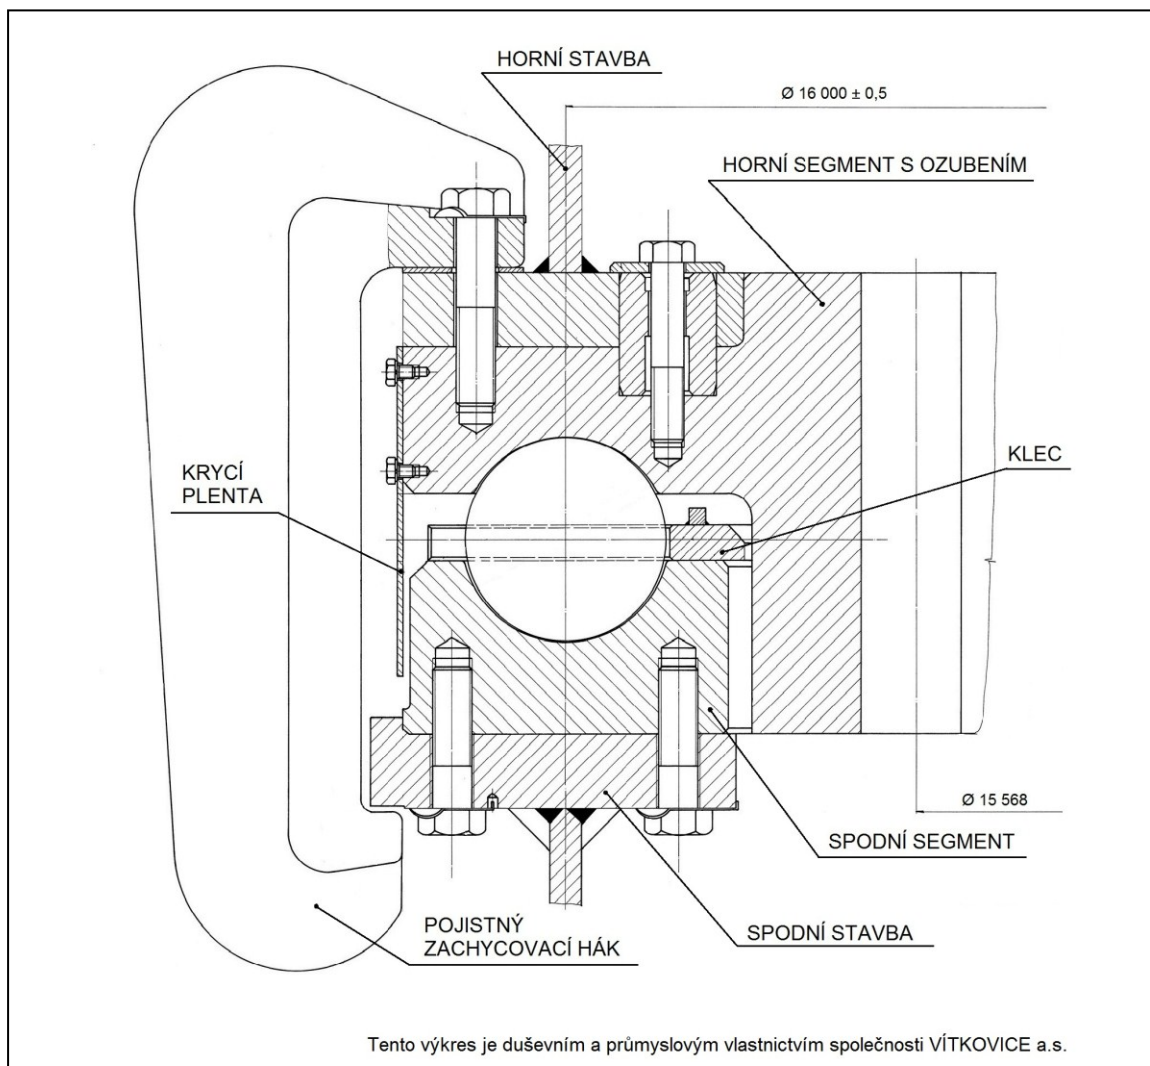 HORNÍ STAVBA
Ø 16 000 ± 0,5
HORNÍ SEGMENT S OZUBENÍM
KLEC
KRYCÍ
PLENTA
Ø 15 568
SPODNÍ SEGMENT
POJISTNÝ
ZACHYCOVACÍ HÁK
SPODNÍ STAVBA
Tento výkres je duševním a průmyslovým vlastnictvím společnosti VÍTKOVICE a.s.